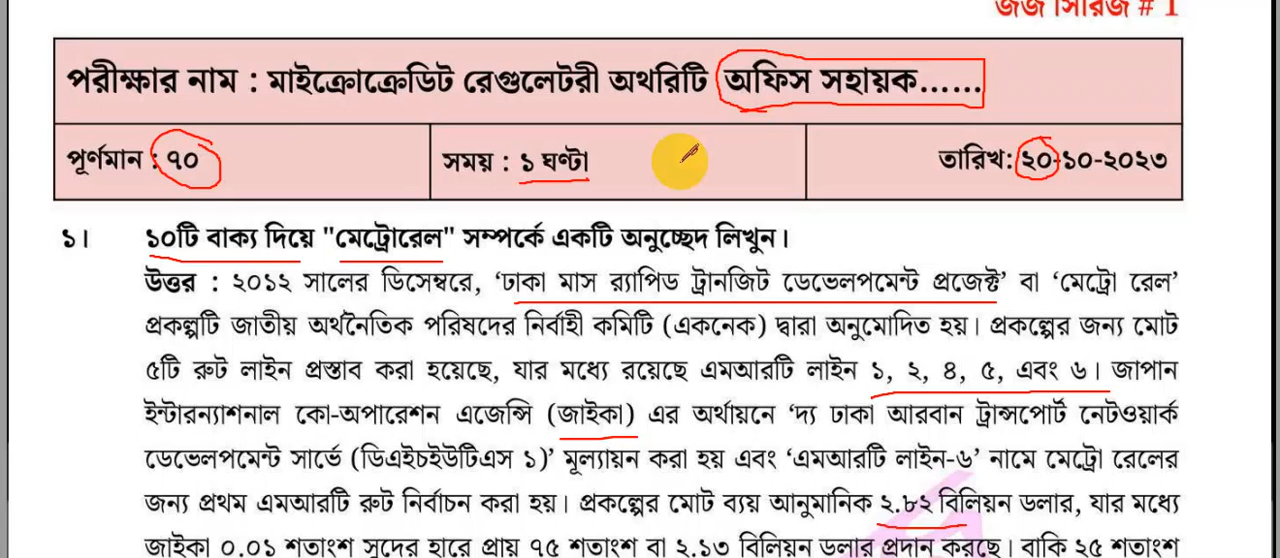 জজ সিরিজ # 1
পরীক্ষার নাম : মাইক্রোক্রেডিট রেগুলেটরী অথরিটি অফিস সহায়ক......
পূর্ণমান : ৭০ সময় : ১ ঘণ্টা তারিখ: ২০-১০-২০২৩
১। ১০টি বাক্য দিয়ে "মেট্রোরেল" সম্পর্কে একটি অনুচ্ছেদ লিখুন।
উত্তর : ২০১২ সালের ডিসেম্বরে, ‘ঢাকা মাস র‍্যাপিড ট্রানজিট ডেভেলপমেন্ট প্রজেক্ট’ বা ‘মেট্রো রেল’
প্রকল্পটি জাতীয় অর্থনৈতিক পরিষদের নির্বাহী কমিটি (একনেক) দ্বারা অনুমোদিত হয়। প্রকল্পের জন্য মোট
৫টি রুট লাইন প্রস্তাব করা হয়েছে, যার মধ্যে রয়েছে এমআরটি লাইন ১, ২, ৪, ৫, এবং ৬। জাপান
ইন্টারন্যাশনাল কো-অপারেশন এজেন্সি (জাইকা) এর অর্থায়নে ‘দ্য ঢাকা আরবান ট্রান্সপোর্ট নেটওয়ার্ক
ডেভেলপমেন্ট সার্ভে (ডিএইচইউটিএস ১)’ মূল্যায়ন করা হয় এবং ‘এমআরটি লাইন-৬’ নামে মেট্রো রেলের
জন্য প্রথম এমআরটি রুট নির্বাচন করা হয়। প্রকল্পের মোট ব্যয় আনুমানিক ২.৮২ বিলিয়ন ডলার, যার মধ্যে
জাইকা ০.০১ শতাংশ সুদের হারে প্রায় ৭৫ শতাংশ বা ২.১৩ বিলিয়ন ডলার প্রদান করছে। বাকি ২৫ শতাংশ